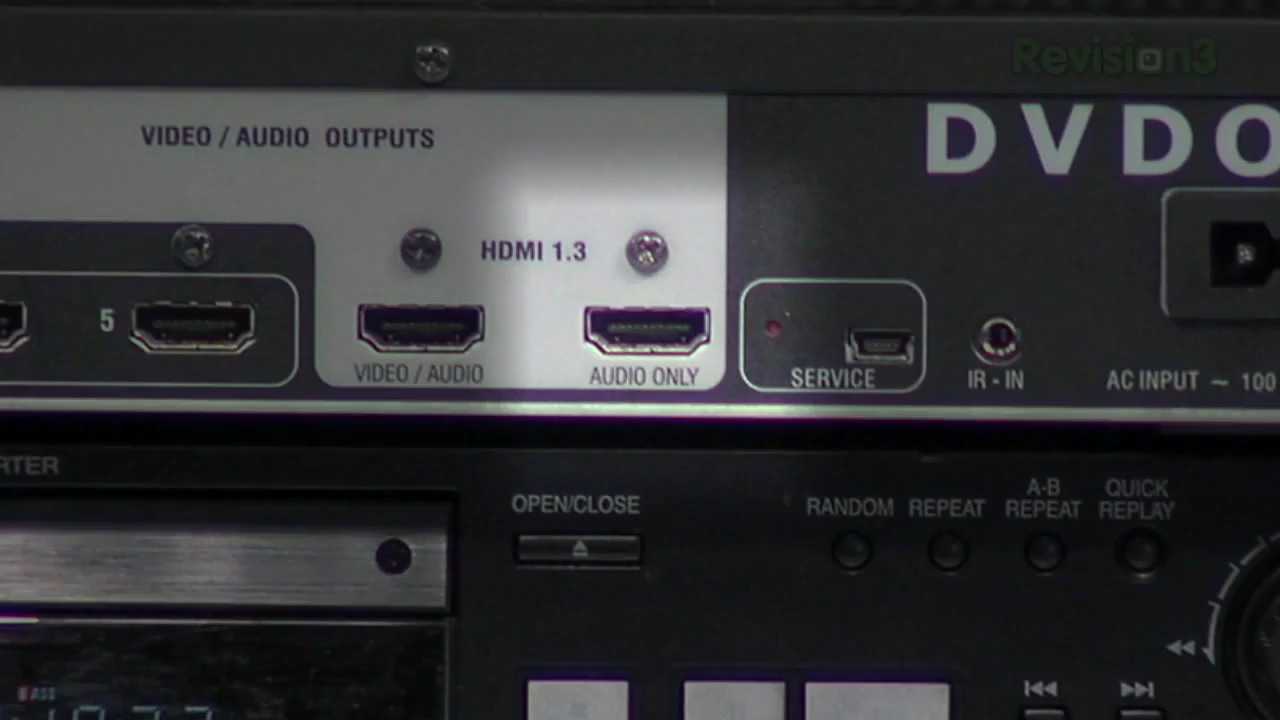 Revision3
VIDEO / AUDIO OUTPUTS
DVDO
HDMI 1.3
5
VIDEO / AUDIO
AUDIO ONLY
SERVICE
IR - IN
AC INPUT ~ 100
RTER
OPEN/CLOSE
RANDOM
REPEAT
A-B
REPEAT
QUICK
REPLAY